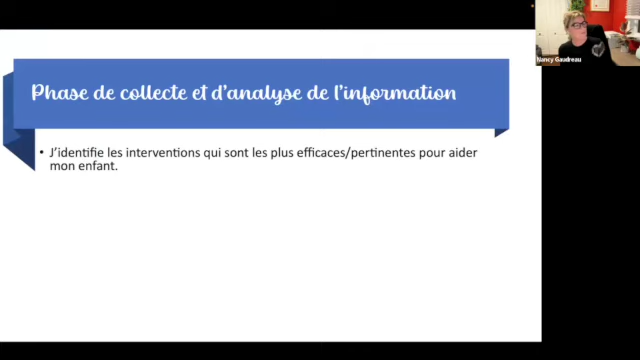 Phase de collecte et d'analyse de l'information
• J'identifie les interventions qui sont les plus efficaces/pertinentes pour aider
mon enfant.
Nancy Gaudreau